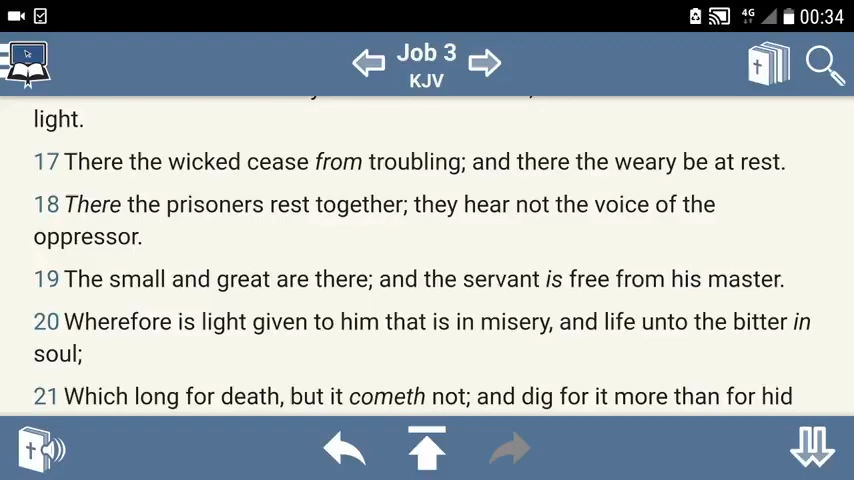 4G 00:34
Job 3
KJV
light.
17 There the wicked cease from troubling; and there the weary be at rest.
18 There the prisoners rest together; they hear not the voice of the
oppressor.
19 The small and great are there; and the servant is free from his master.
20 Wherefore is light given to him that is in misery, and life unto the bitter in
soul;
21 Which long for death, but it cometh not; and dig for it more than for hid